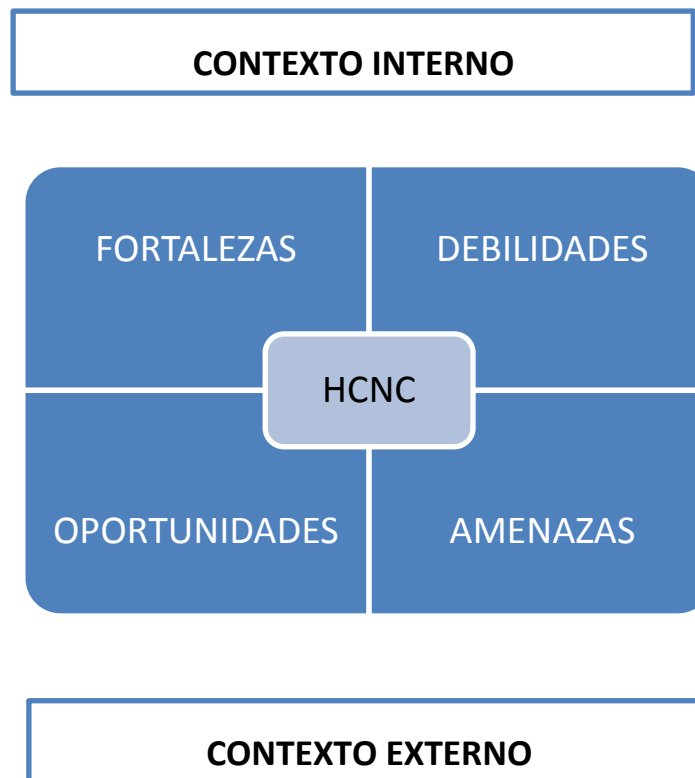 CONTEXTO INTERNO
FORTALEZAS
DEBILIDADES
HCNC
OPORTUNIDADES
AMENAZAS
CONTEXTO EXTERNO